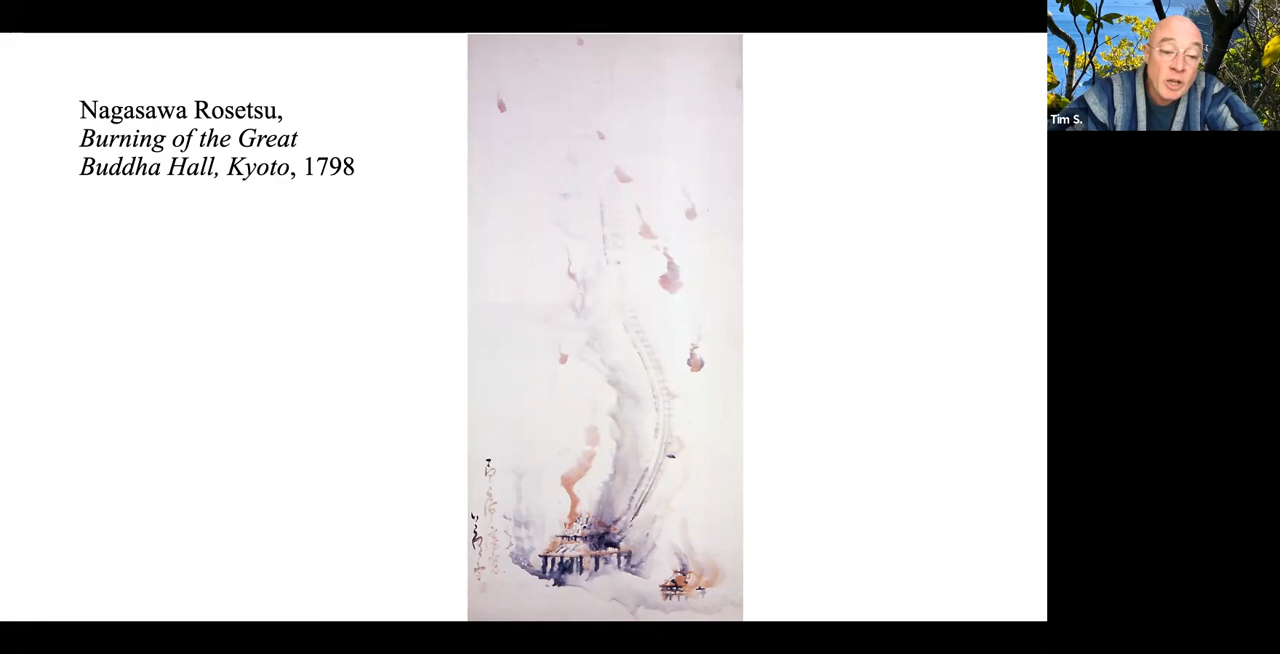 Nagasawa Rosetsu,
Burning of the Great
Buddha Hall, Kyoto, 1798
Tim S.